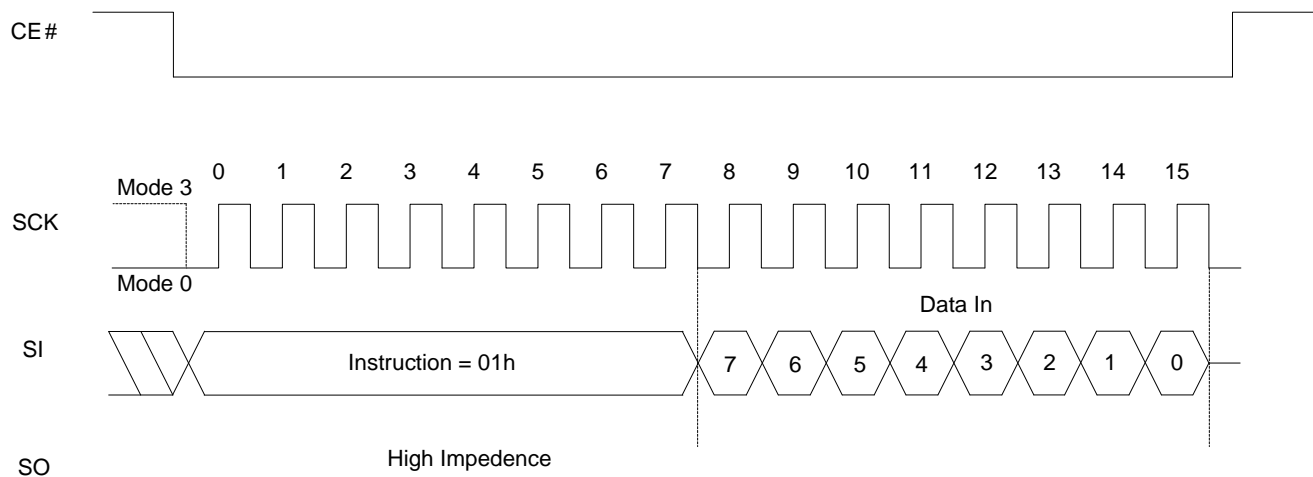 CE#
0 1 2 3 4 5 6 7 8 9 10 11 12 13 14 15
Mode 3
SCK
Mode 0
Data In
SI
Instruction = 01h
7 6 5 4 3 2 1 0
High Impedence
SO